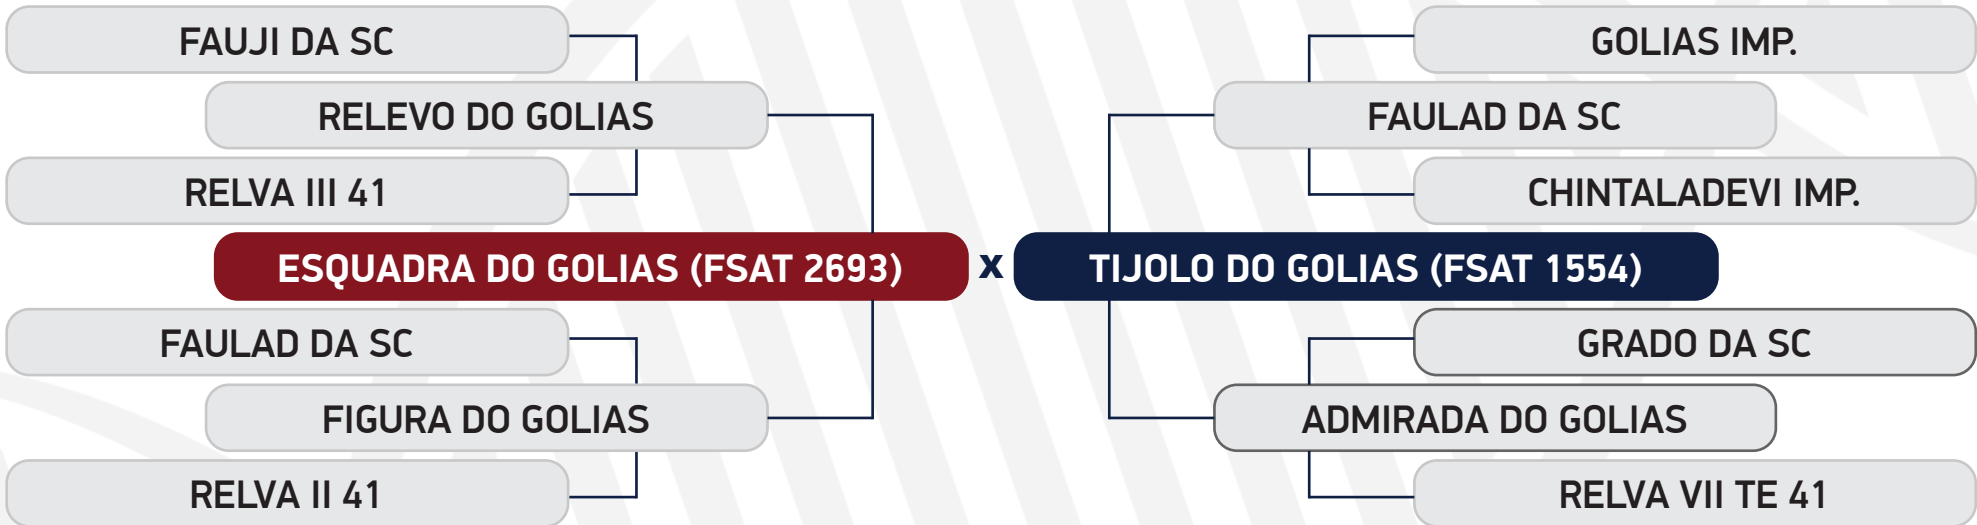 FAUJI DA SC
GOLIAS IMP.
RELEVO DO GOLIAS
FAULAD DA SC
RELVA III 41
CHINTALADEVI IMP.
ESQUADRA DO GOLIAS (FSAT 2693) x TIJOLO DO GOLIAS (FSAT 1554)
FAULAD DA SC
GRADO DA SC
FIGURA DO GOLIAS
ADMIRADA DO GOLIAS
RELVA II 41
RELVA VII TE 41